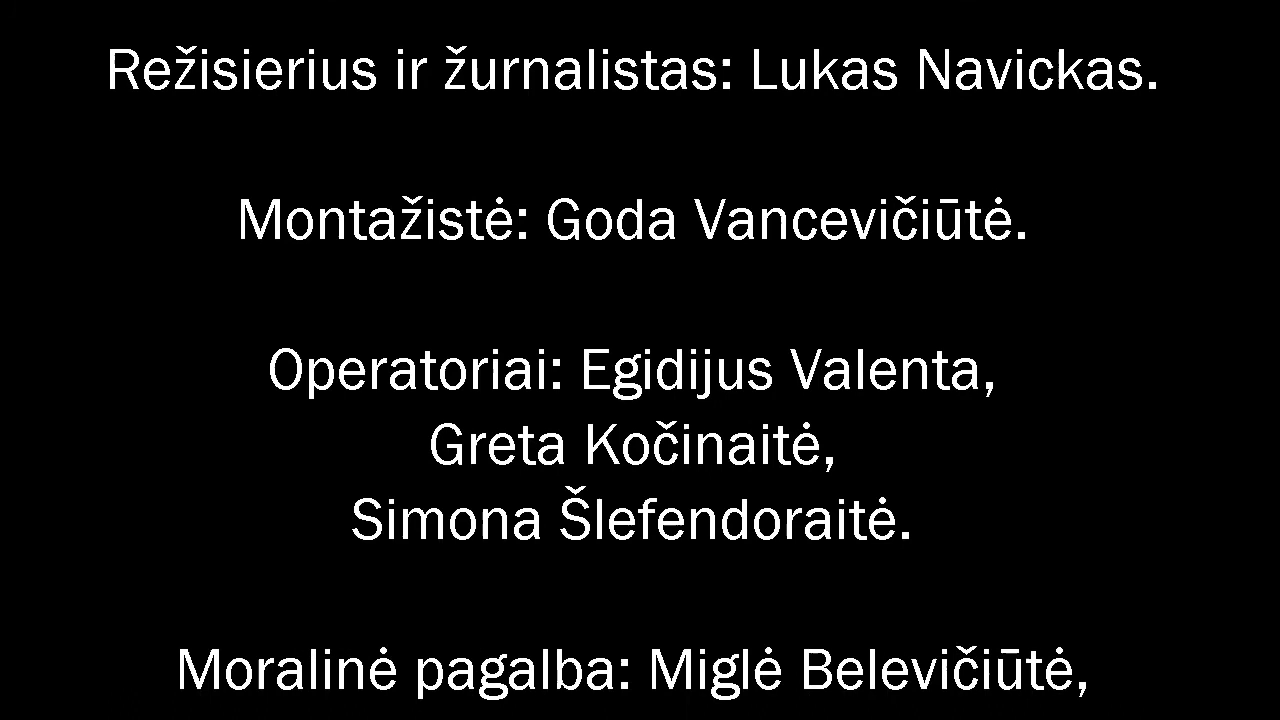 Režisierius ir žurnalistas: Lukas Navickas.
Montažistė: Goda Vancevičiūtė.
Operatoriai: Egidijus Valenta,
Greta Kočinaitė,
Simona Šlefendoraitė.
Moralinė pagalba: Miglė Belevičiūtė,